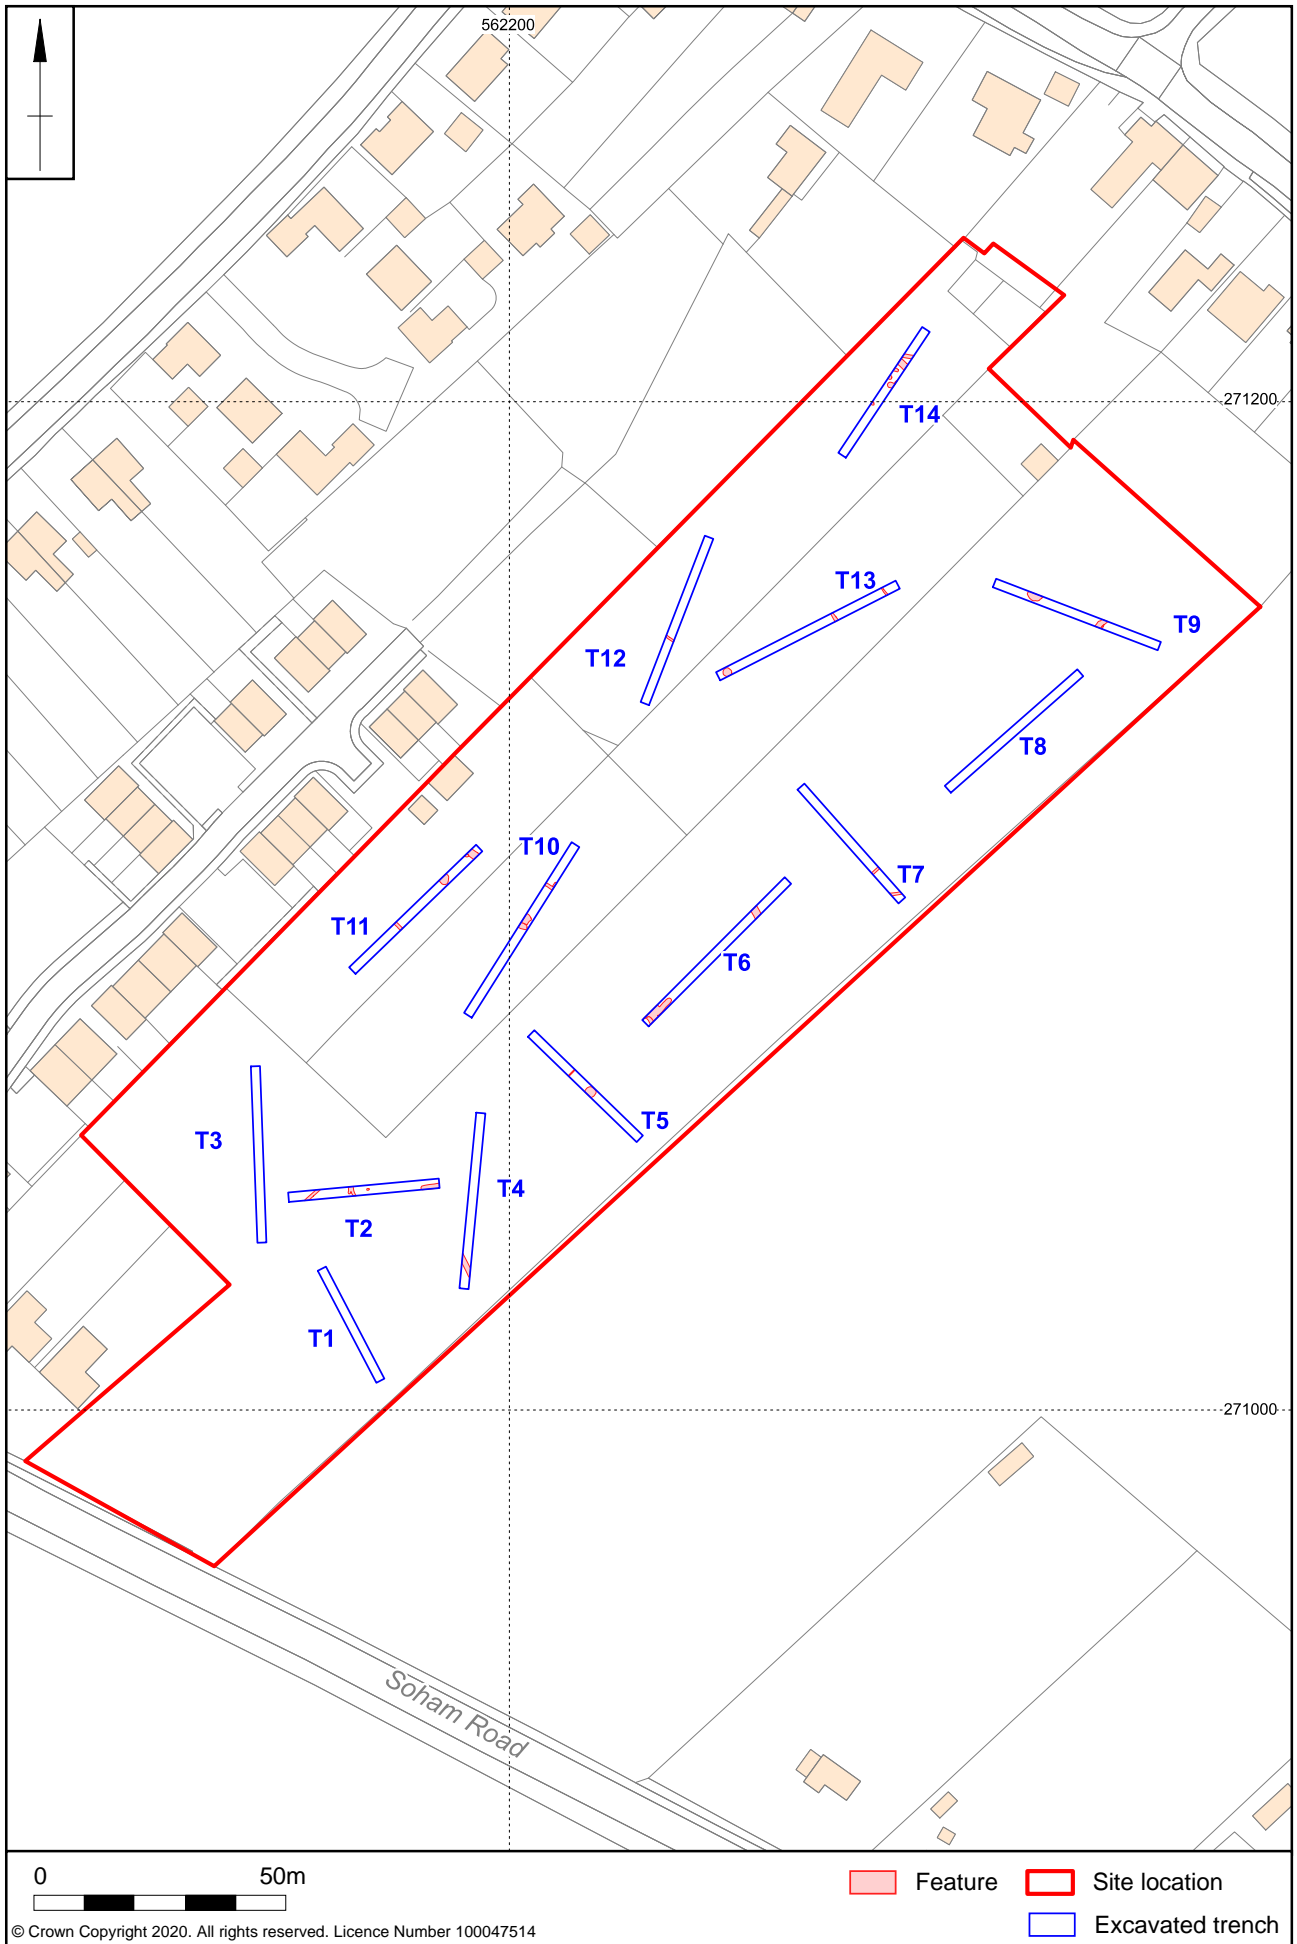 562200
271200
T14
T13
T12
T9
T8
T10
T7
T11
T6
T5
T3
T4
T2
T1
271000
Soham Road
0 50m
Feature
Site location
Excavated trench
© Crown Copyright 2020. All rights reserved. Licence Number 100047514